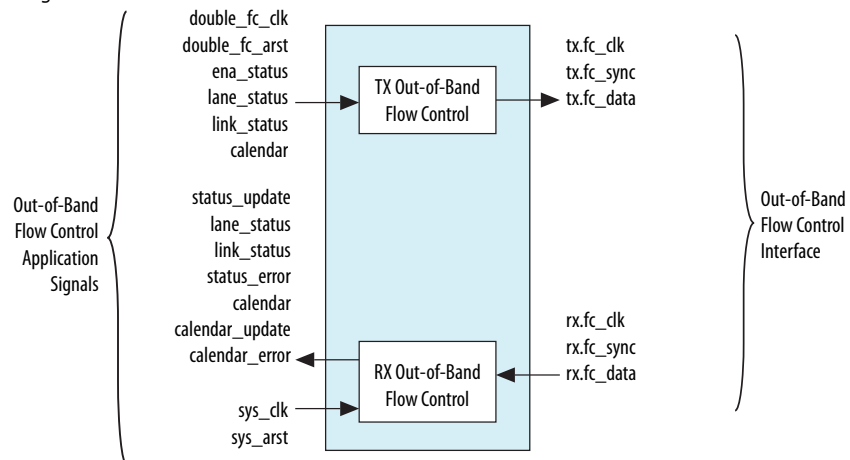 double_fc_clk
double_fc_arst
ena_status
lane_status
link_status
calendar
TX Out-of-Band
Flow Control
tx.fc_clk
tx.fc_sync
tx.fc_data
Out-of-Band
Flow Control
Application
Signals
status_update
lane_status
link_status
status_error
calendar
calendar_update
calendar_error
sys_clk
sys_arst
RX Out-of-Band
Flow Control
rx.fc_clk
rx.fc_sync
rx.fc_data
Out-of-Band
Flow Control
Interface